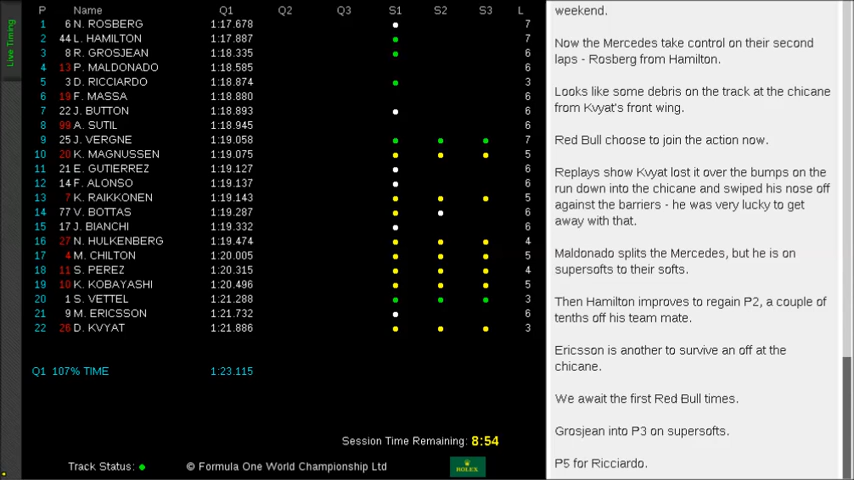 Live Timing
P Name Q1 Q2 Q3 S1 S2 S3 L
1 6 N. ROSBERG 1:17.678 7
2 44 L. HAMILTON 1:17.887 7
3 8 R. GROSJEAN 1:18.335 6
4 13 P. MALDONADO 1:18.585 6
5 3 D. RICCIARDO 1:18.874 3
6 19 F. MASSA 1:18.880 6
7 22 J. BUTTON 1:18.893 6
8 99 A. SUTIL 1:18.945 6
9 25 J. VERGNE 1:19.058 7
10 20 K. MAGNUSSEN 1:19.075 5
11 21 E. GUTIERREZ 1:19.127 6
12 14 F. ALONSO 1:19.137 6
13 7 K. RAIKKONEN 1:19.143 5
14 77 V. BOTTAS 1:19.287 6
15 17 J. BIANCHI 1:19.332 6
16 27 N. HULKENBERG 1:19.474 4
17 4 M. CHILTON 1:20.005 5
18 11 S. PEREZ 1:20.315 4
19 10 K. KOBAYASHI 1:20.496 5
20 1 S. VETTEL 1:21.288 3
21 9 M. ERICSSON 1:21.732 6
22 26 D. KVYAT 1:21.886 3
Q1 107% TIME 1:23.115
Session Time Remaining: 8:54
Track Status: © Formula One World Championship Ltd
ROLEX
weekend.
Now the Mercedes take control on their second
laps - Rosberg from Hamilton.
Looks like some debris on the track at the chicane
from Kvyat's front wing.
Red Bull choose to join the action now.
Replays show Kvyat lost it over the bumps on the
run down into the chicane and swiped his nose off
against the barriers - he was very lucky to get
away with that.
Maldonado splits the Mercedes, but he is on
supersofts to their softs.
Then Hamilton improves to regain P2, a couple of
tenths off his team mate.
Ericsson is another to survive an off at the
chicane.
We await the first Red Bull times.
Grosjean into P3 on supersofts.
P5 for Ricciardo.